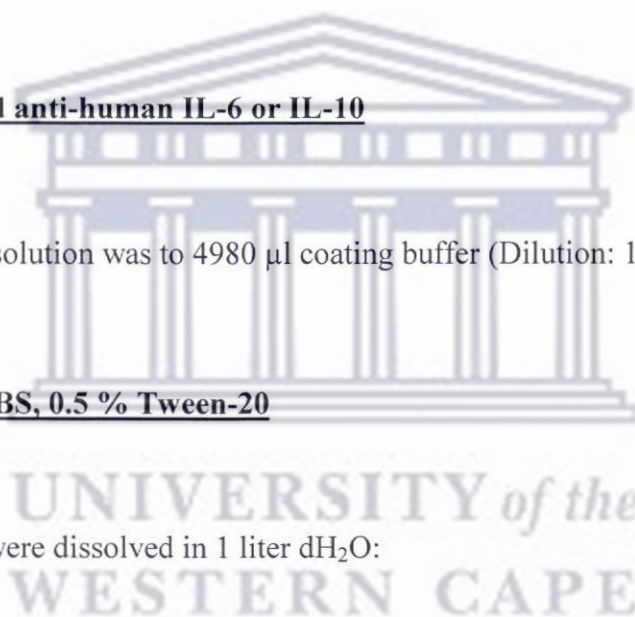 anti-human IL-6 or IL-10
solution was to 4980 µl coating buffer (Dilution: 1
BS, 0.5 % Tween-20
UNIVERSITY of the
were dissolved in 1 liter dH₂O:
WESTERN CAPE